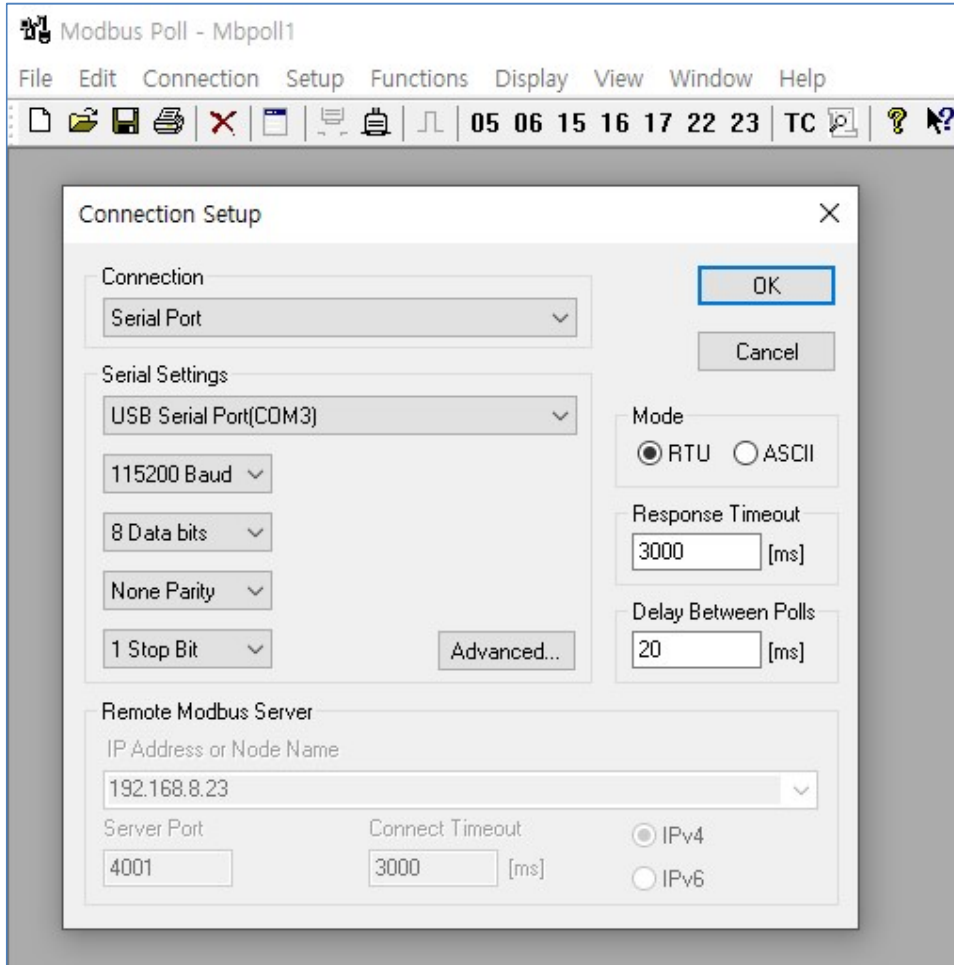 Modbus Poll - Mbpoll1
File Edit Connection Setup Functions Display View Window Help
05 06 15 16 17 22 23 TC
Connection Setup
Connection
Serial Port
OK
Cancel
Serial Settings
USB Serial Port(COM3)
115200 Baud
8 Data bits
None Parity
1 Stop Bit
Advanced...
Mode
RTU ASCII
Response Timeout
3000 [ms]
Delay Between Polls
20 [ms]
Remote Modbus Server
IP Address or Node Name
192.168.8.23
Server Port
4001
Connect Timeout
3000 [ms]
IPv4
IPv6